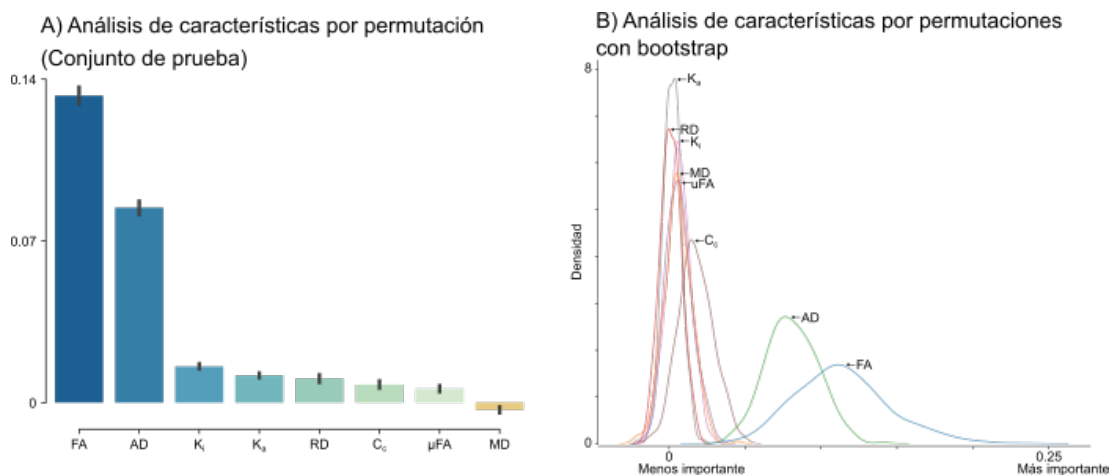 A) Análisis de características por permutación
(Conjunto de prueba)
0.14
0.07
0
FA AD Kᵢ Kₐ RD C꜀ μFA MD
B) Análisis de características por permutaciones
con bootstrap
8
Densidad
0
Kₐ
RD
Kᵢ
MD
uFA
C꜀
AD
FA
0 0.25
Menos importante Más importante